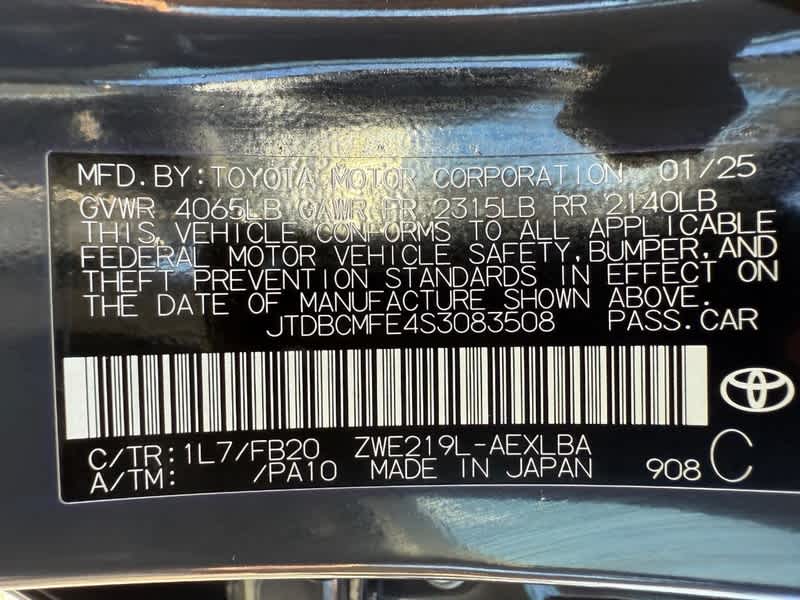 MFD. BY: TOYOTA MOTOR CORPORATION 01/25
GVWR 4065LB GAWR FR 2315LB RR 2140LB
THIS VEHICLE CONFORMS TO ALL APPLICABLE
FEDERAL MOTOR VEHICLE SAFETY, BUMPER, AND
THEFT PREVENTION STANDARDS IN EFFECT ON
THE DATE OF MANUFACTURE SHOWN ABOVE.
JTDBCMFE4S3083508 PASS. CAR
C/TR: 1L7/FB20 ZWE219L-AEXLBA
A/TM: /PA10 MADE IN JAPAN 908 C